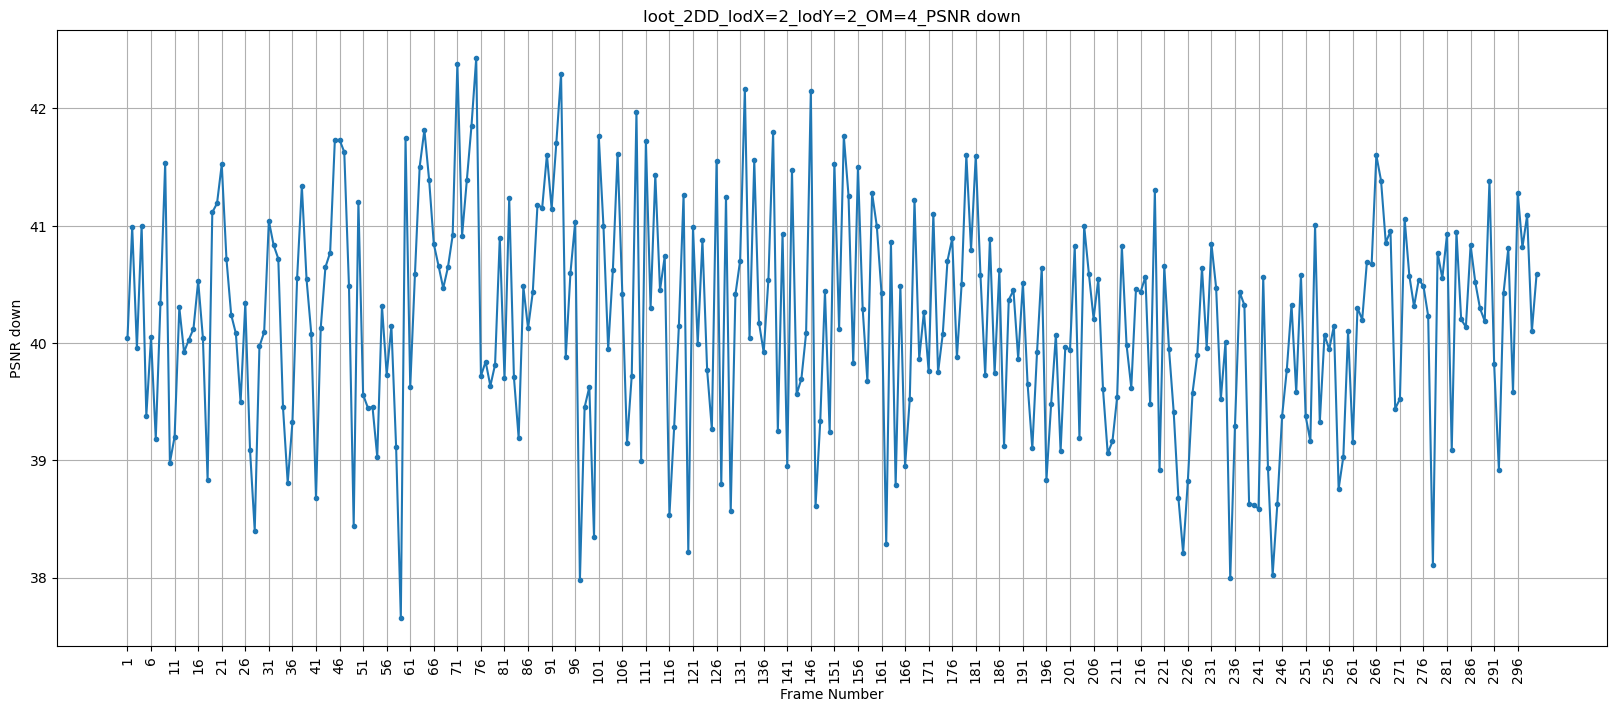 loot_2DD_lodX=2_lodY=2_OM=4_PSNR down
PSNR down
42
41
40
39
38
1 6 11 16 21 26 31 36 41 46 51 56 61 66 71 76 81 86 91 96 101 106 111 116 121 126 131 136 141 146 151 156 161 166 171 176 181 186 191 196 201 206 211 216 221 226 231 236 241 246 251 256 261 266 271 276 281 286 291 296
Frame Number